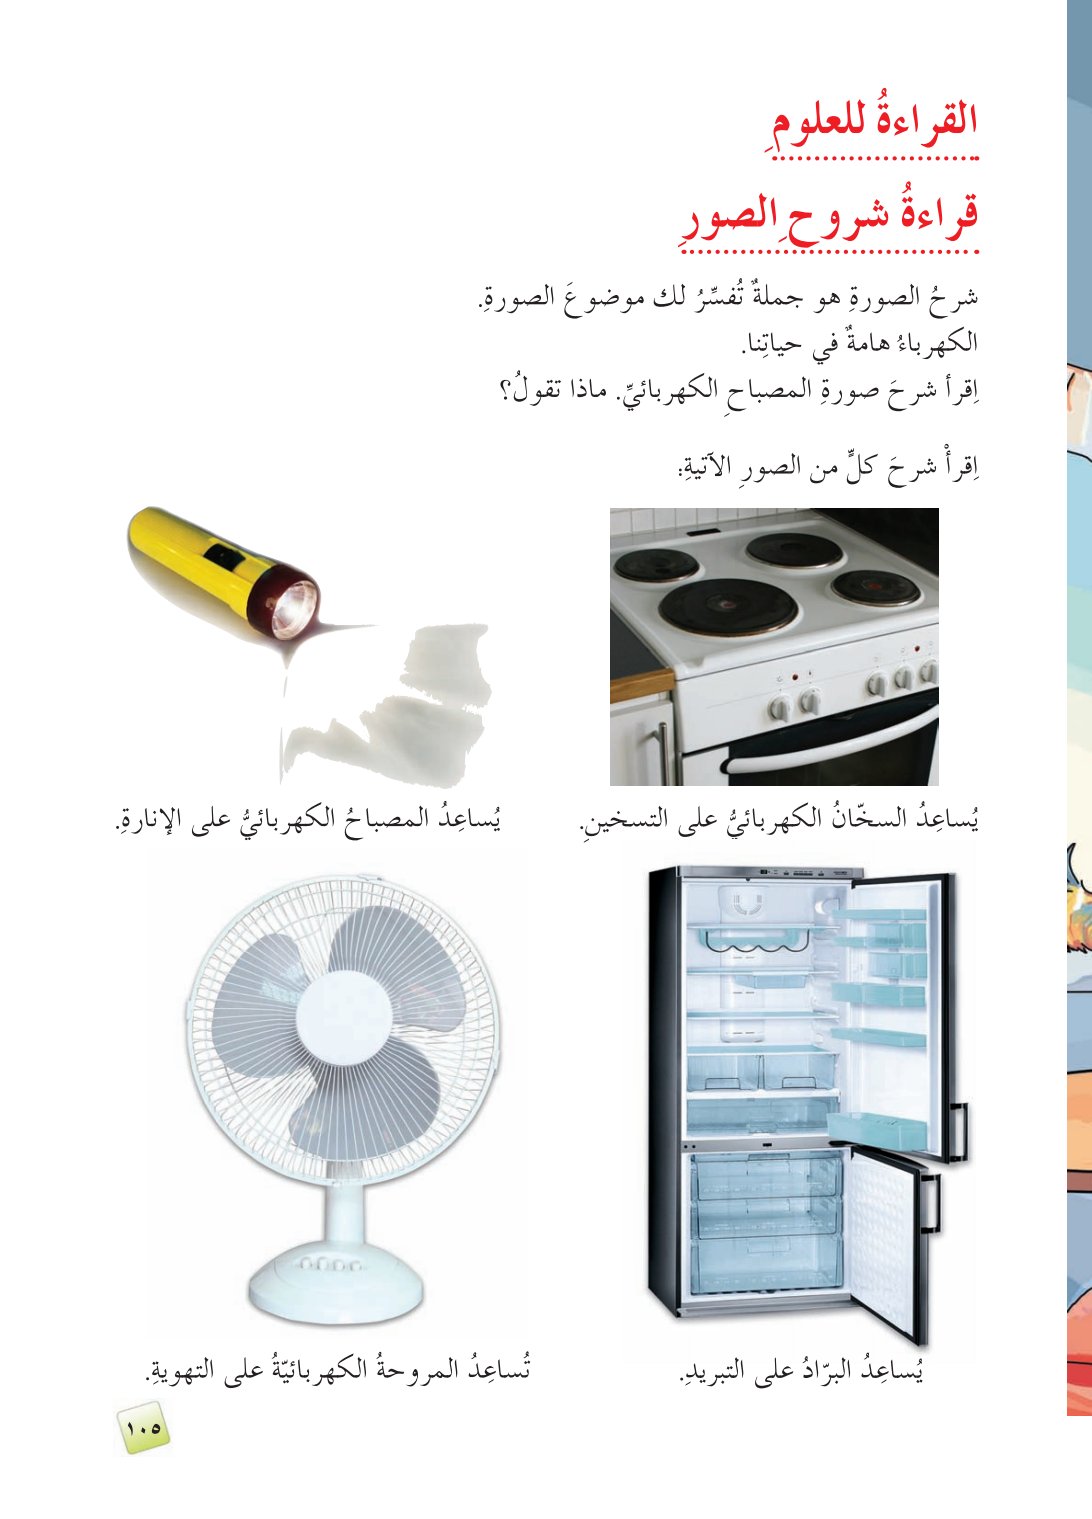 القراءةُ للعلومِ
قراءةُ شروحِ الصورِ
شرحُ الصورةِ هو جملةٌ تُفسِّرُ لك موضوعَ الصورةِ.
الكهرباءُ هامةٌ في حياتِنا.
اِقرأ شرحَ صورةِ المصباحِ الكهربائيِّ. ماذا تقولُ؟
اِقرأْ شرحَ كلٍّ من الصورِ الآتيةِ:
يُساعِدُ السخّانُ الكهربائيُّ على التسخينِ.
يُساعِدُ المصباحُ الكهربائيُّ على الإنارةِ.
يُساعِدُ البرّادُ على التبريدِ.
تُساعِدُ المروحةُ الكهربائيّةُ على التهويةِ.
١٠٥